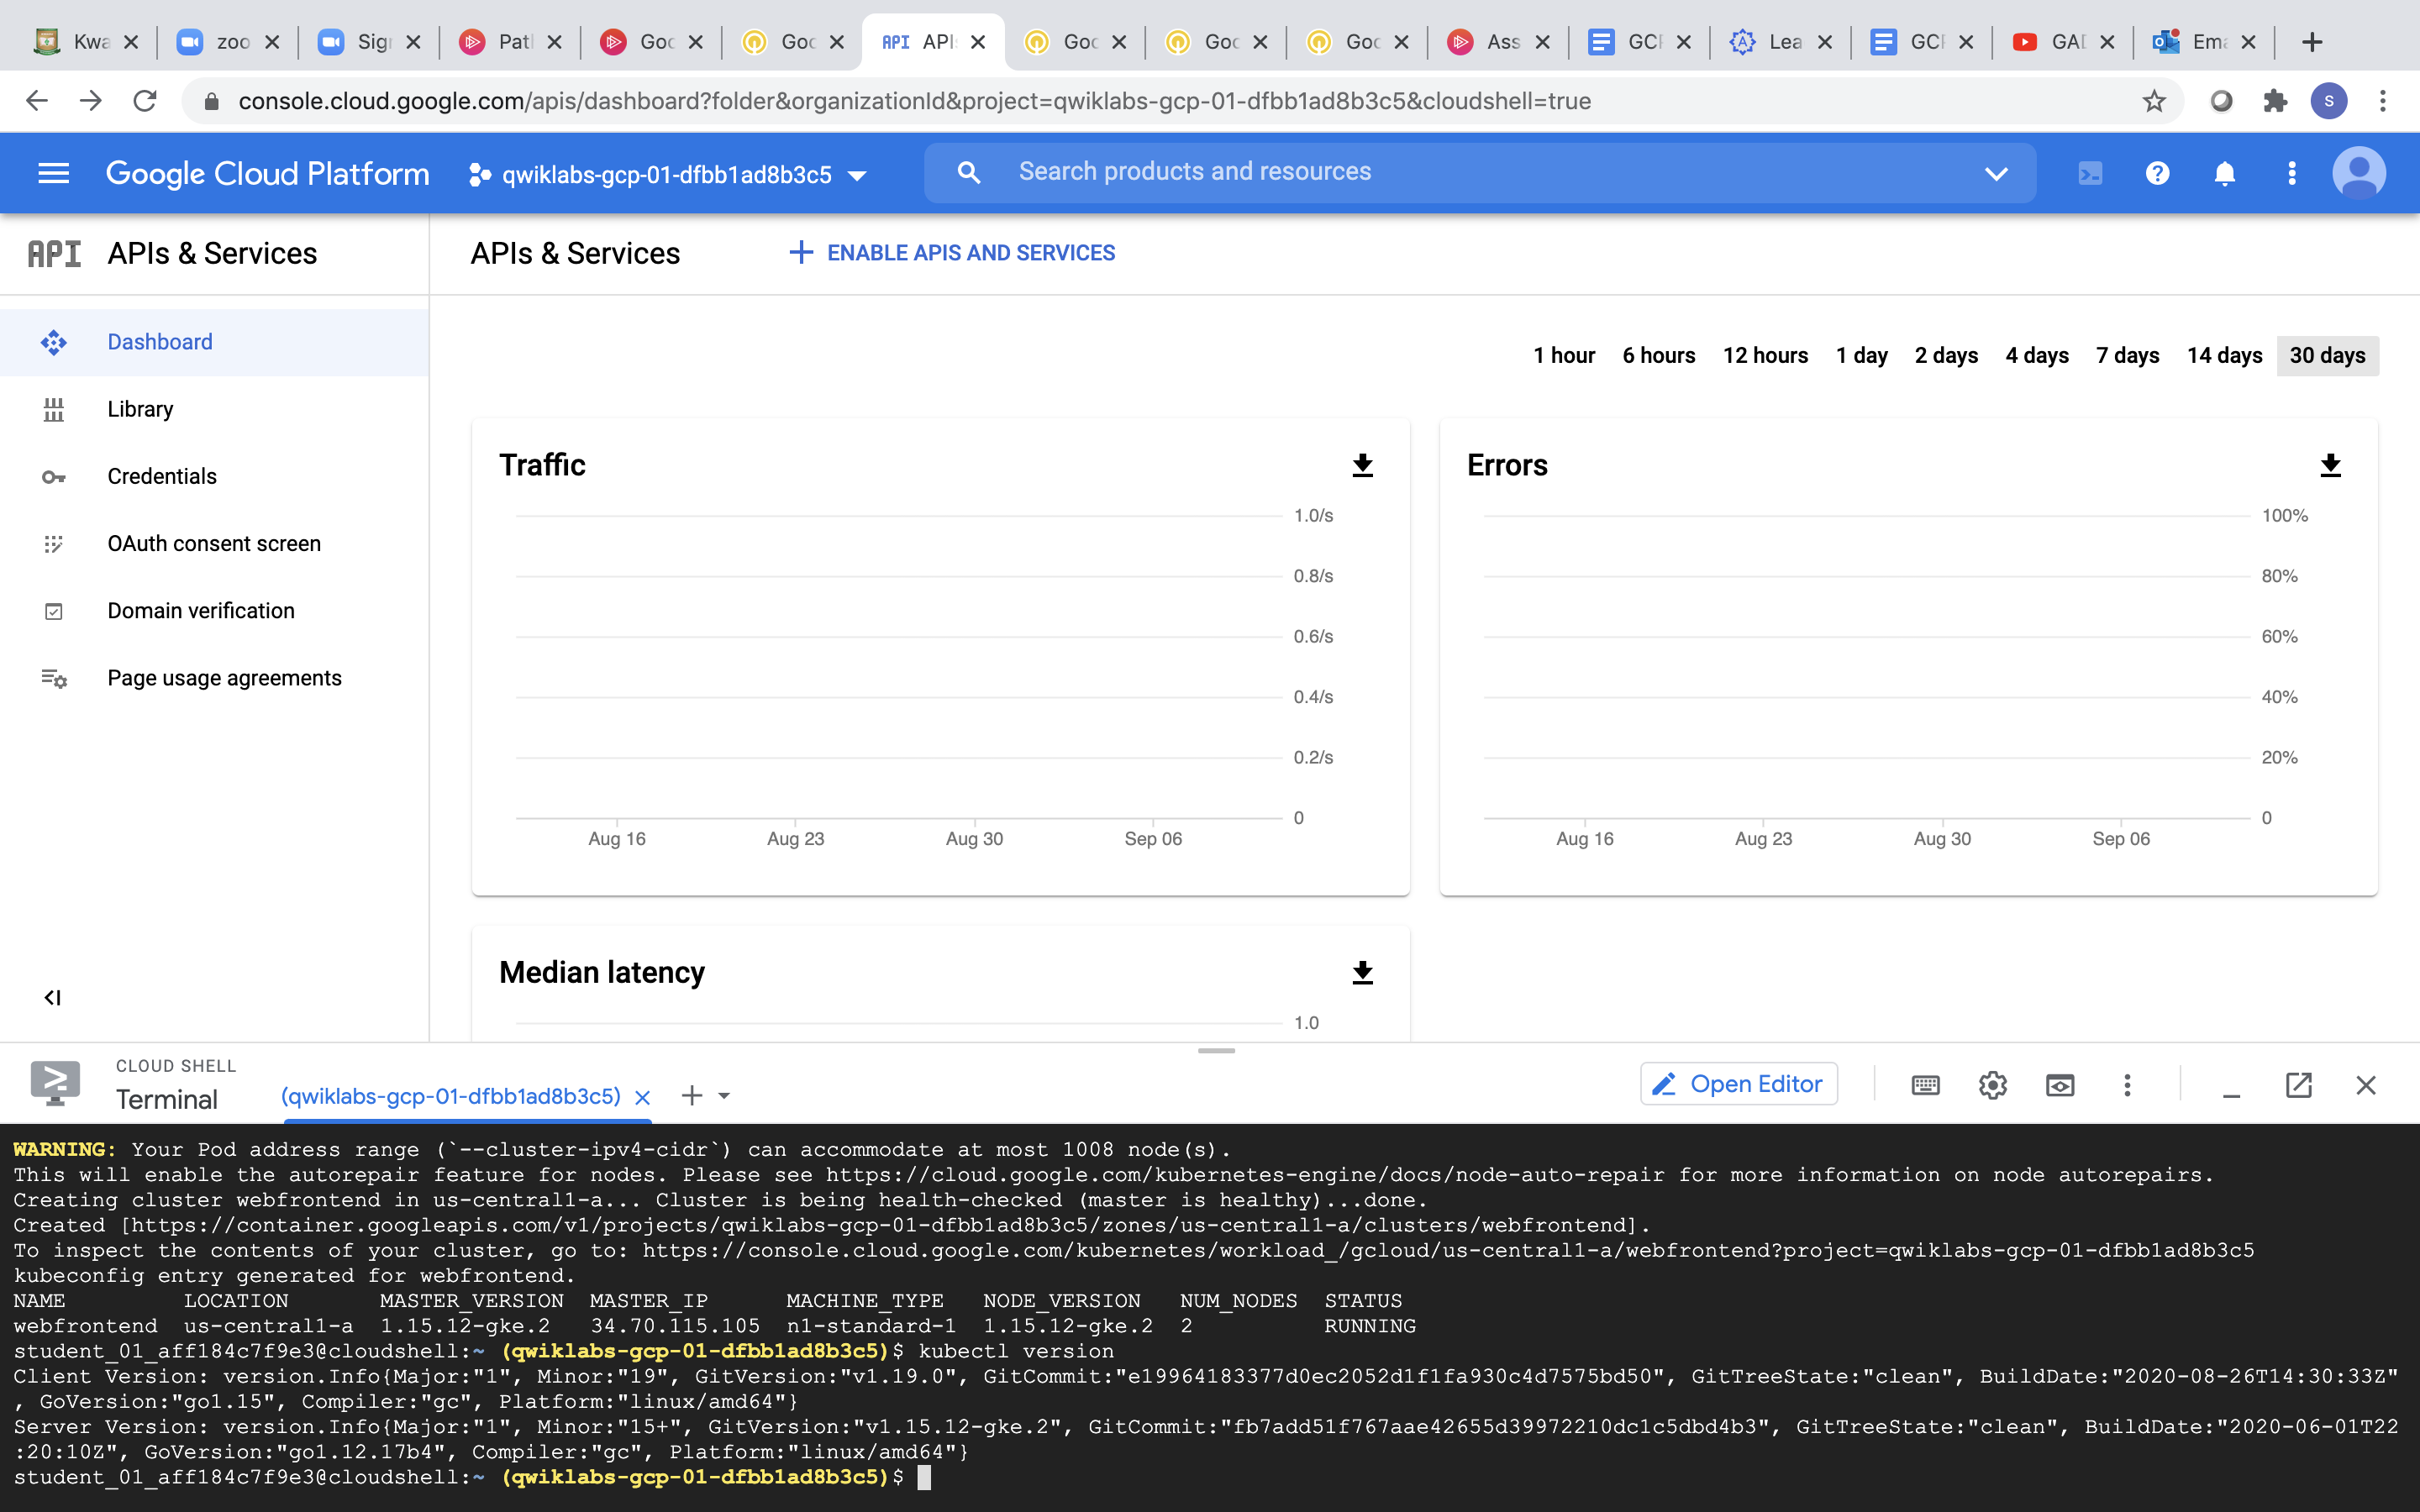 Kwa zoo Sign Pat Goo Goo API APIs Goo Goo Goo Ass GCP Lea GCP GAD Ema
console.cloud.google.com/apis/dashboard?folder&organizationId&project=qwiklabs-gcp-01-dfbb1ad8b3c5&cloudshell=true
S
Google Cloud Platform qwiklabs-gcp-01-dfbb1ad8b3c5 Search products and resources
API APIs & Services APIs & Services ENABLE APIS AND SERVICES
Dashboard
Library
Credentials
OAuth consent screen
Domain verification
Page usage agreements
1 hour 6 hours 12 hours 1 day 2 days 4 days 7 days 14 days 30 days
Traffic
1.0/s
0.8/s
0.6/s
0.4/s
0.2/s
0
Aug 16 Aug 23 Aug 30 Sep 06
Errors
100%
80%
60%
40%
20%
0
Aug 16 Aug 23 Aug 30 Sep 06
Median latency
1.0
CLOUD SHELL
Terminal (qwiklabs-gcp-01-dfbb1ad8b3c5) Open Editor
WARNING: Your Pod address range (`--cluster-ipv4-cidr`) can accommodate at most 1008 node(s).
This will enable the autorepair feature for nodes. Please see https://cloud.google.com/kubernetes-engine/docs/node-auto-repair for more information on node autorepairs.
Creating cluster webfrontend in us-central1-a... Cluster is being health-checked (master is healthy)...done.
Created [https://container.googleapis.com/v1/projects/qwiklabs-gcp-01-dfbb1ad8b3c5/zones/us-central1-a/clusters/webfrontend].
To inspect the contents of your cluster, go to: https://console.cloud.google.com/kubernetes/workload_/gcloud/us-central1-a/webfrontend?project=qwiklabs-gcp-01-dfbb1ad8b3c5
kubeconfig entry generated for webfrontend.
NAME LOCATION MASTER_VERSION MASTER_IP MACHINE_TYPE NODE_VERSION NUM_NODES STATUS
webfrontend us-central1-a 1.15.12-gke.2 34.70.115.105 n1-standard-1 1.15.12-gke.2 2 RUNNING
student_01_aff184c7f9e3@cloudshell:~ (qwiklabs-gcp-01-dfbb1ad8b3c5)$ kubectl version
Client Version: version.Info{Major:"1", Minor:"19", GitVersion:"v1.19.0", GitCommit:"e19964183377d0ec2052d1f1fa930c4d7575bd50", GitTreeState:"clean", BuildDate:"2020-08-26T14:30:33Z"
, GoVersion:"go1.15", Compiler:"gc", Platform:"linux/amd64"}
Server Version: version.Info{Major:"1", Minor:"15+", GitVersion:"v1.15.12-gke.2", GitCommit:"fb7add51f767aae42655d39972210dc1c5dbd4b3", GitTreeState:"clean", BuildDate:"2020-06-01T22
:20:10Z", GoVersion:"go1.12.17b4", Compiler:"gc", Platform:"linux/amd64"}
student_01_aff184c7f9e3@cloudshell:~ (qwiklabs-gcp-01-dfbb1ad8b3c5)$